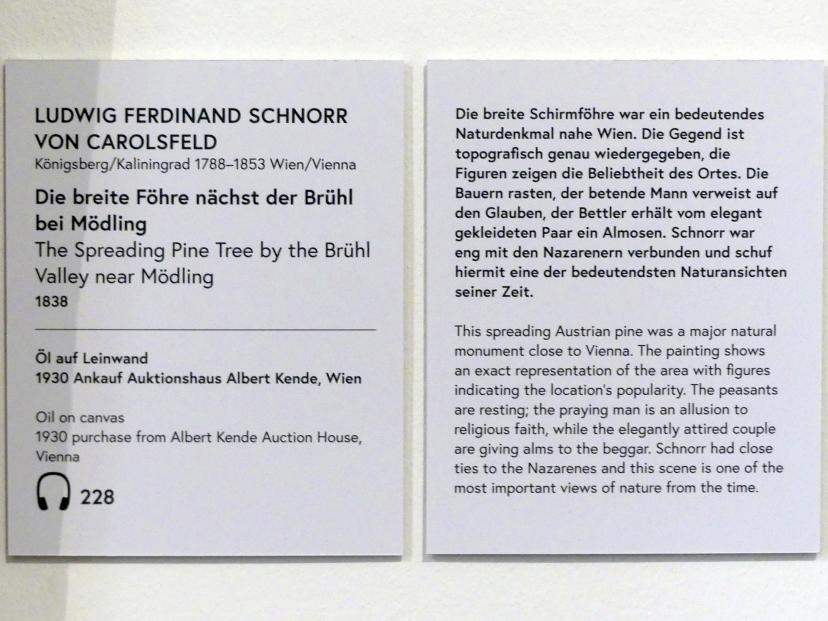 LUDWIG FERDINAND SCHNORR
VON CAROLSFELD
Königsberg/Kaliningrad 1788–1853 Wien/Vienna
Die breite Föhre nächst der Brühl
bei Mödling
The Spreading Pine Tree by the Brühl
Valley near Mödling
1838
Öl auf Leinwand
1930 Ankauf Auktionshaus Albert Kende, Wien
Oil on canvas
1930 purchase from Albert Kende Auction House,
Vienna
228
Die breite Schirmföhre war ein bedeutendes
Naturdenkmal nahe Wien. Die Gegend ist
topografisch genau wiedergegeben, die
Figuren zeigen die Beliebtheit des Ortes. Die
Bauern rasten, der betende Mann verweist auf
den Glauben, der Bettler erhält vom elegant
gekleideten Paar ein Almosen. Schnorr war
eng mit den Nazarenern verbunden und schuf
hiermit eine der bedeutendsten Naturansichten
seiner Zeit.
This spreading Austrian pine was a major natural
monument close to Vienna. The painting shows
an exact representation of the area with figures
indicating the location's popularity. The peasants
are resting; the praying man is an allusion to
religious faith, while the elegantly attired couple
are giving alms to the beggar. Schnorr had close
ties to the Nazarenes and this scene is one of the
most important views of nature from the time.